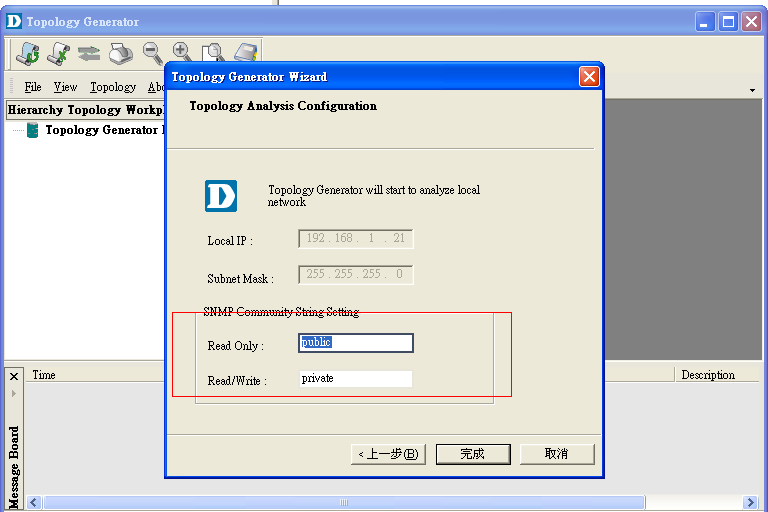 D Topology Generator
File View Topology Abo
Hierarchy Topology Workp
Topology Generator
Topology Generator Wizard
Topology Analysis Configuration
D
Topology Generator will start to analyze local
network
Local IP : 192 . 168 . 1 . 21
Subnet Mask : 255 . 255 . 255 . 0
SNMP Community String Setting
Read Only : public
Read/Write : private
< 上一步(B) 完成 取消
Time Description
Message Board